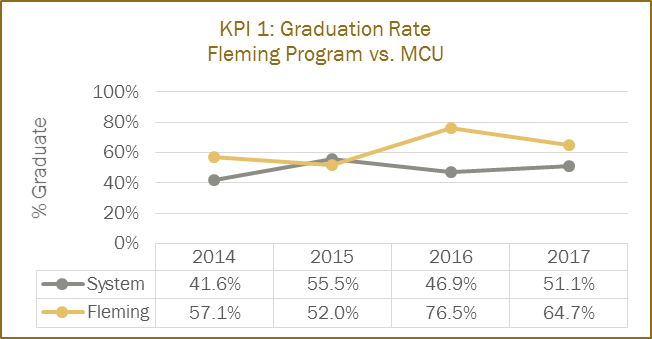 KPI 1: Graduation Rate
Fleming Program vs. MCU
% Graduate
100%
80%
60%
40%
20%
0%
2014 2015 2016 2017
System 41.6% 55.5% 46.9% 51.1%
Fleming 57.1% 52.0% 76.5% 64.7%